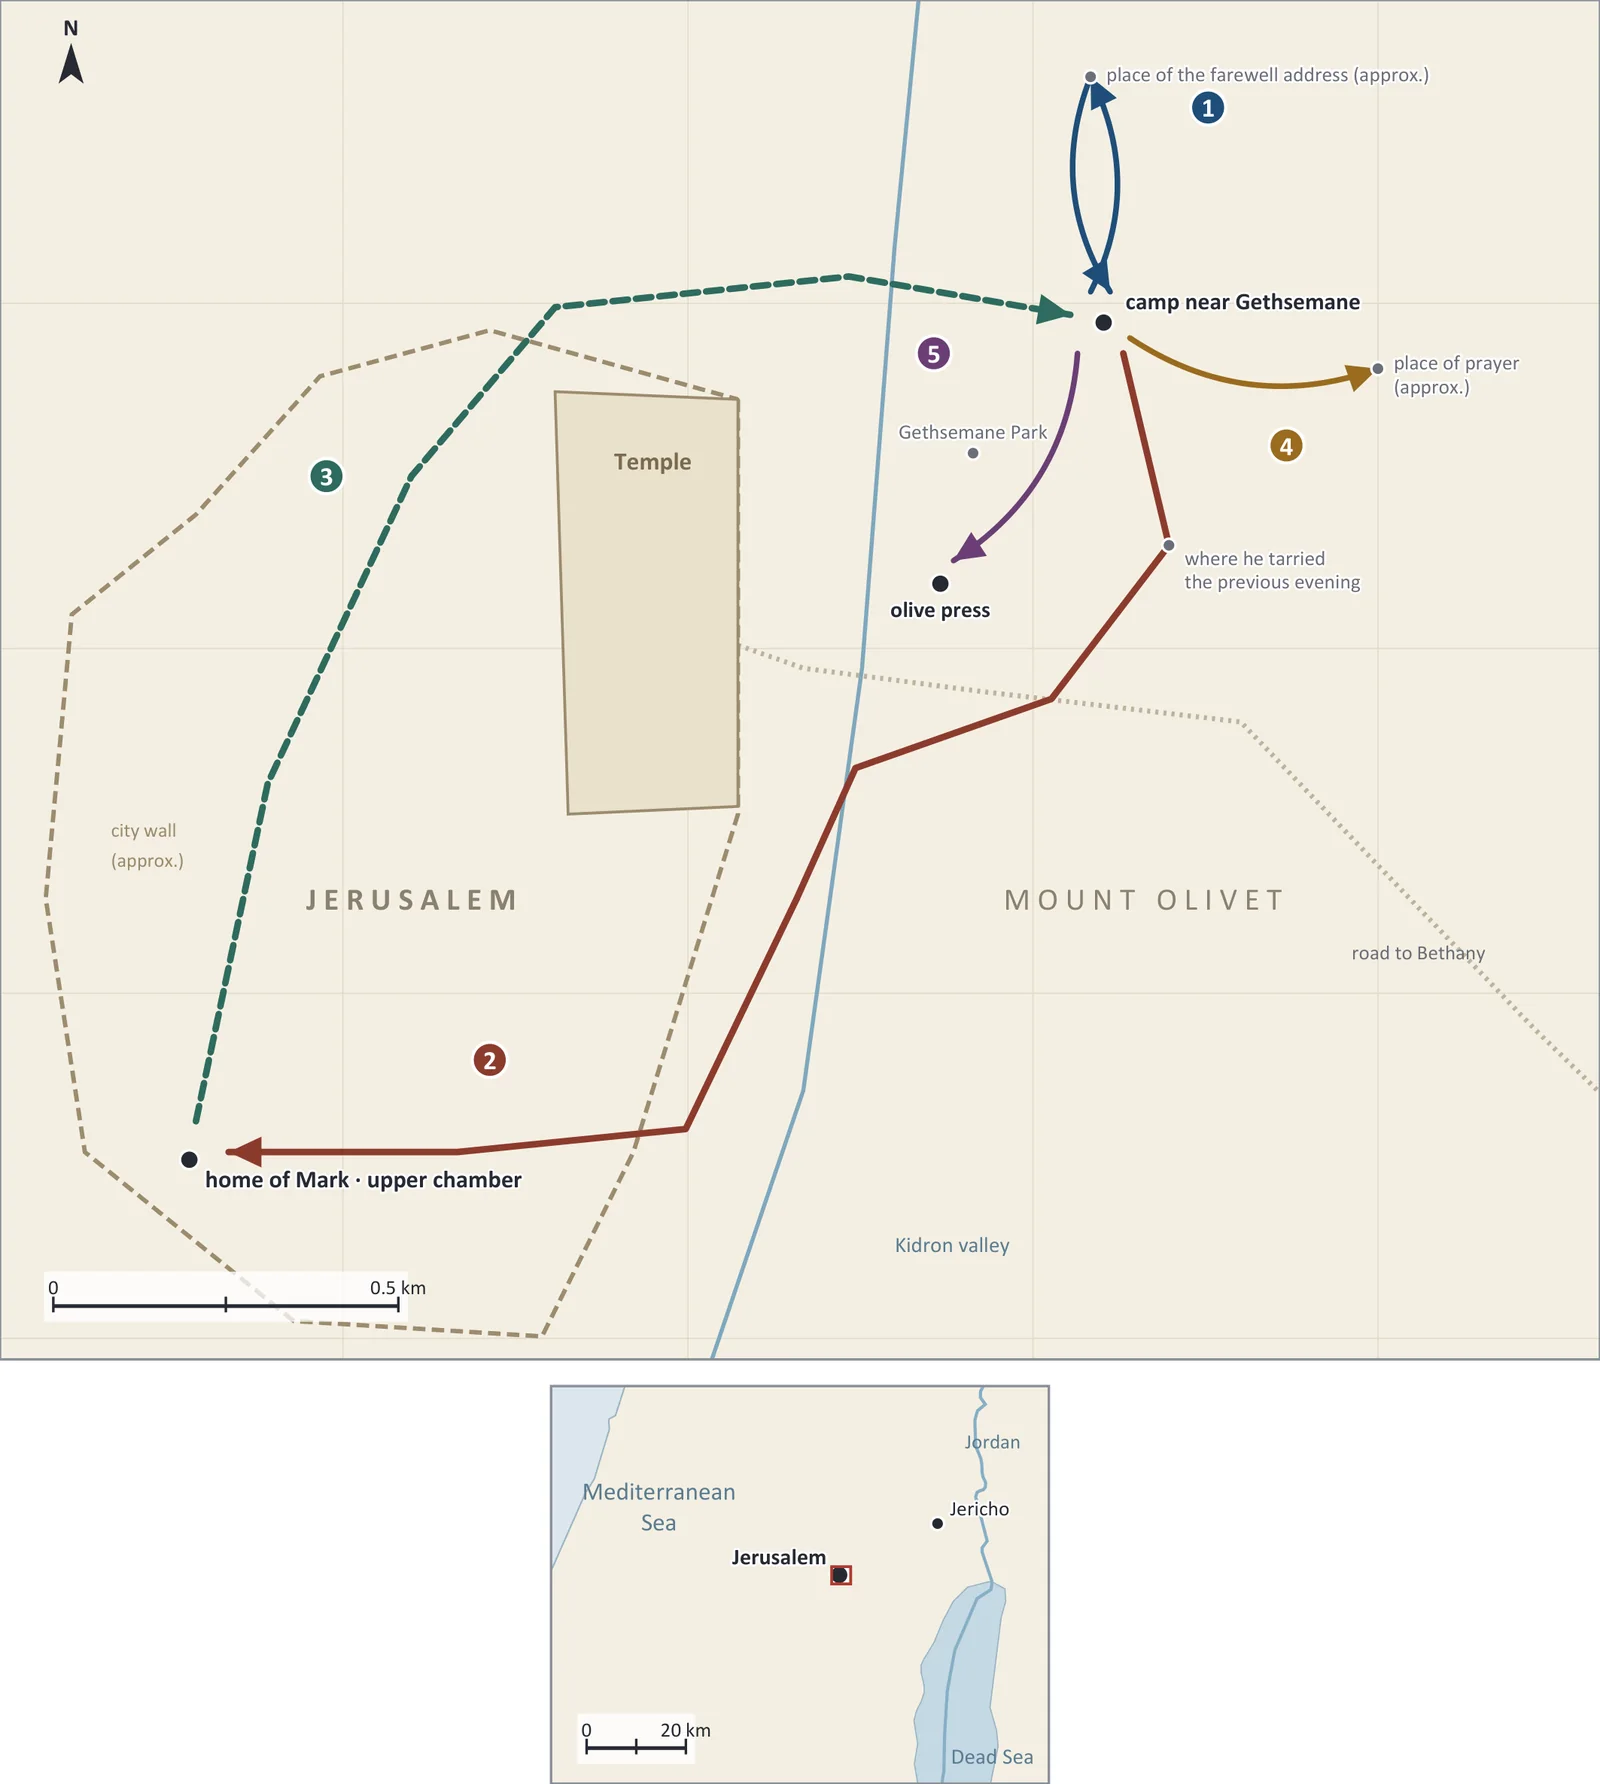 N
place of the farewell address (approx.)
1
camp near Gethsemane
5
place of prayer
(approx.)
Gethsemane Park
4
Temple
3
where he tarried
the previous evening
olive press
city wall
(approx.)
JERUSALEM
MOUNT OLIVET
road to Bethany
2
home of Mark · upper chamber
Kidron valley
0 0.5 km
Jordan
Mediterranean
Sea
Jericho
Jerusalem
0 20 km
Dead Sea